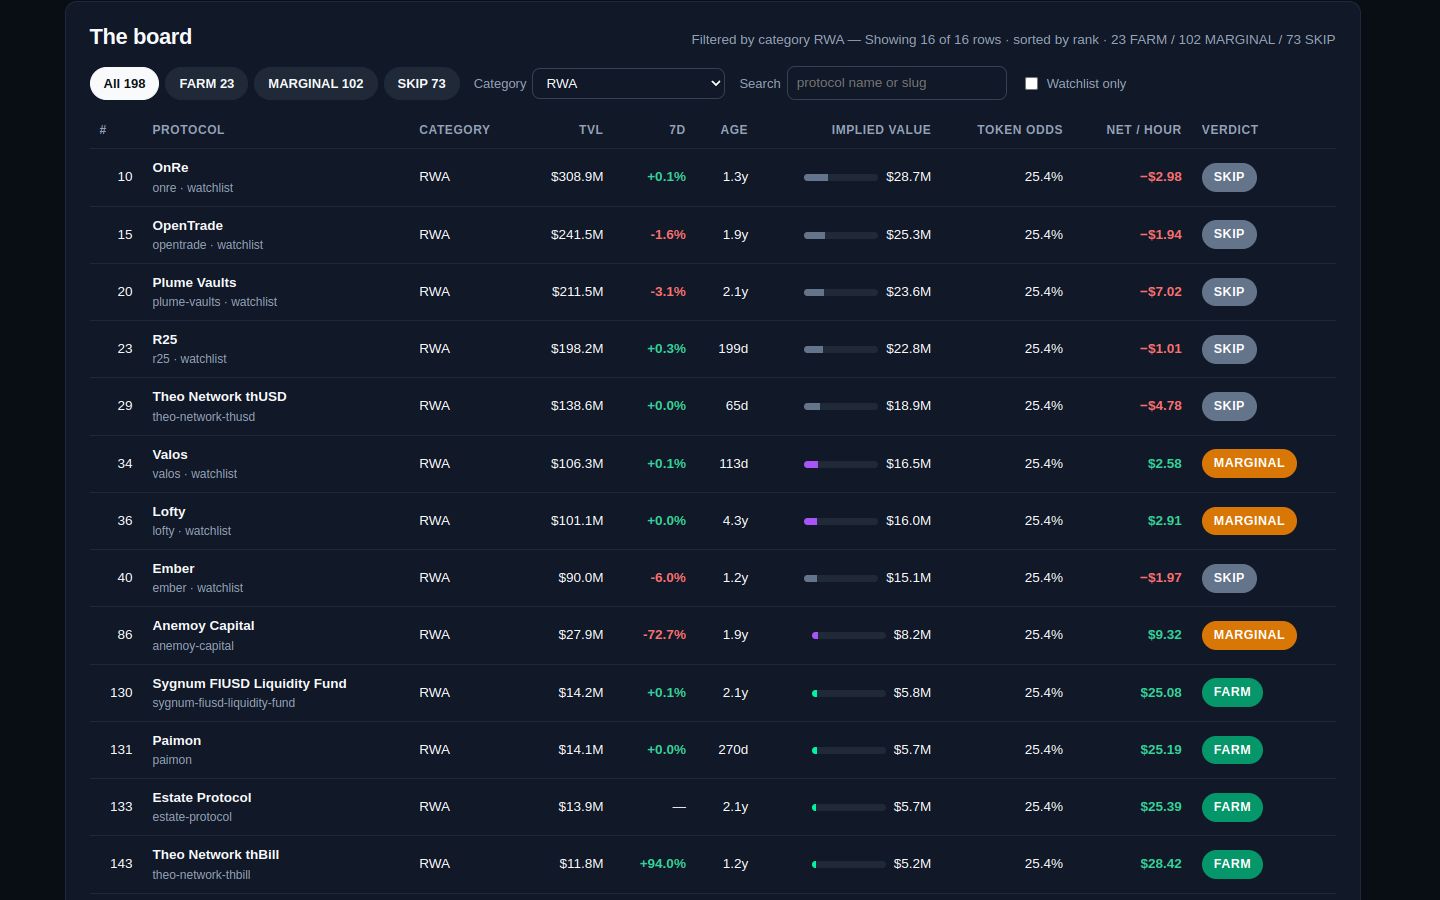 The board
Filtered by category RWA — Showing 16 of 16 rows · sorted by rank · 23 FARM / 102 MARGINAL / 73 SKIP
All 198 FARM 23 MARGINAL 102 SKIP 73 Category RWA Search protocol name or slug Watchlist only
# PROTOCOL CATEGORY TVL 7D AGE IMPLIED VALUE TOKEN ODDS NET / HOUR VERDICT
10 OnRe RWA $308.9M +0.1% 1.3y $28.7M 25.4% −$2.98 SKIP
onre · watchlist
15 OpenTrade RWA $241.5M -1.6% 1.9y $25.3M 25.4% −$1.94 SKIP
opentrade · watchlist
20 Plume Vaults RWA $211.5M -3.1% 2.1y $23.6M 25.4% −$7.02 SKIP
plume-vaults · watchlist
23 R25 RWA $198.2M +0.3% 199d $22.8M 25.4% −$1.01 SKIP
r25 · watchlist
29 Theo Network thUSD RWA $138.6M +0.0% 65d $18.9M 25.4% −$4.78 SKIP
theo-network-thusd
34 Valos RWA $106.3M +0.1% 113d $16.5M 25.4% $2.58 MARGINAL
valos · watchlist
36 Lofty RWA $101.1M +0.0% 4.3y $16.0M 25.4% $2.91 MARGINAL
lofty · watchlist
40 Ember RWA $90.0M -6.0% 1.2y $15.1M 25.4% −$1.97 SKIP
ember · watchlist
86 Anemoy Capital RWA $27.9M -72.7% 1.9y $8.2M 25.4% $9.32 MARGINAL
anemoy-capital
130 Sygnum FIUSD Liquidity Fund RWA $14.2M +0.1% 2.1y $5.8M 25.4% $25.08 FARM
sygnum-fiusd-liquidity-fund
131 Paimon RWA $14.1M +0.0% 270d $5.7M 25.4% $25.19 FARM
paimon
133 Estate Protocol RWA $13.9M — 2.1y $5.7M 25.4% $25.39 FARM
estate-protocol
143 Theo Network thBill RWA $11.8M +94.0% 1.2y $5.2M 25.4% $28.42 FARM
theo-network-thbill